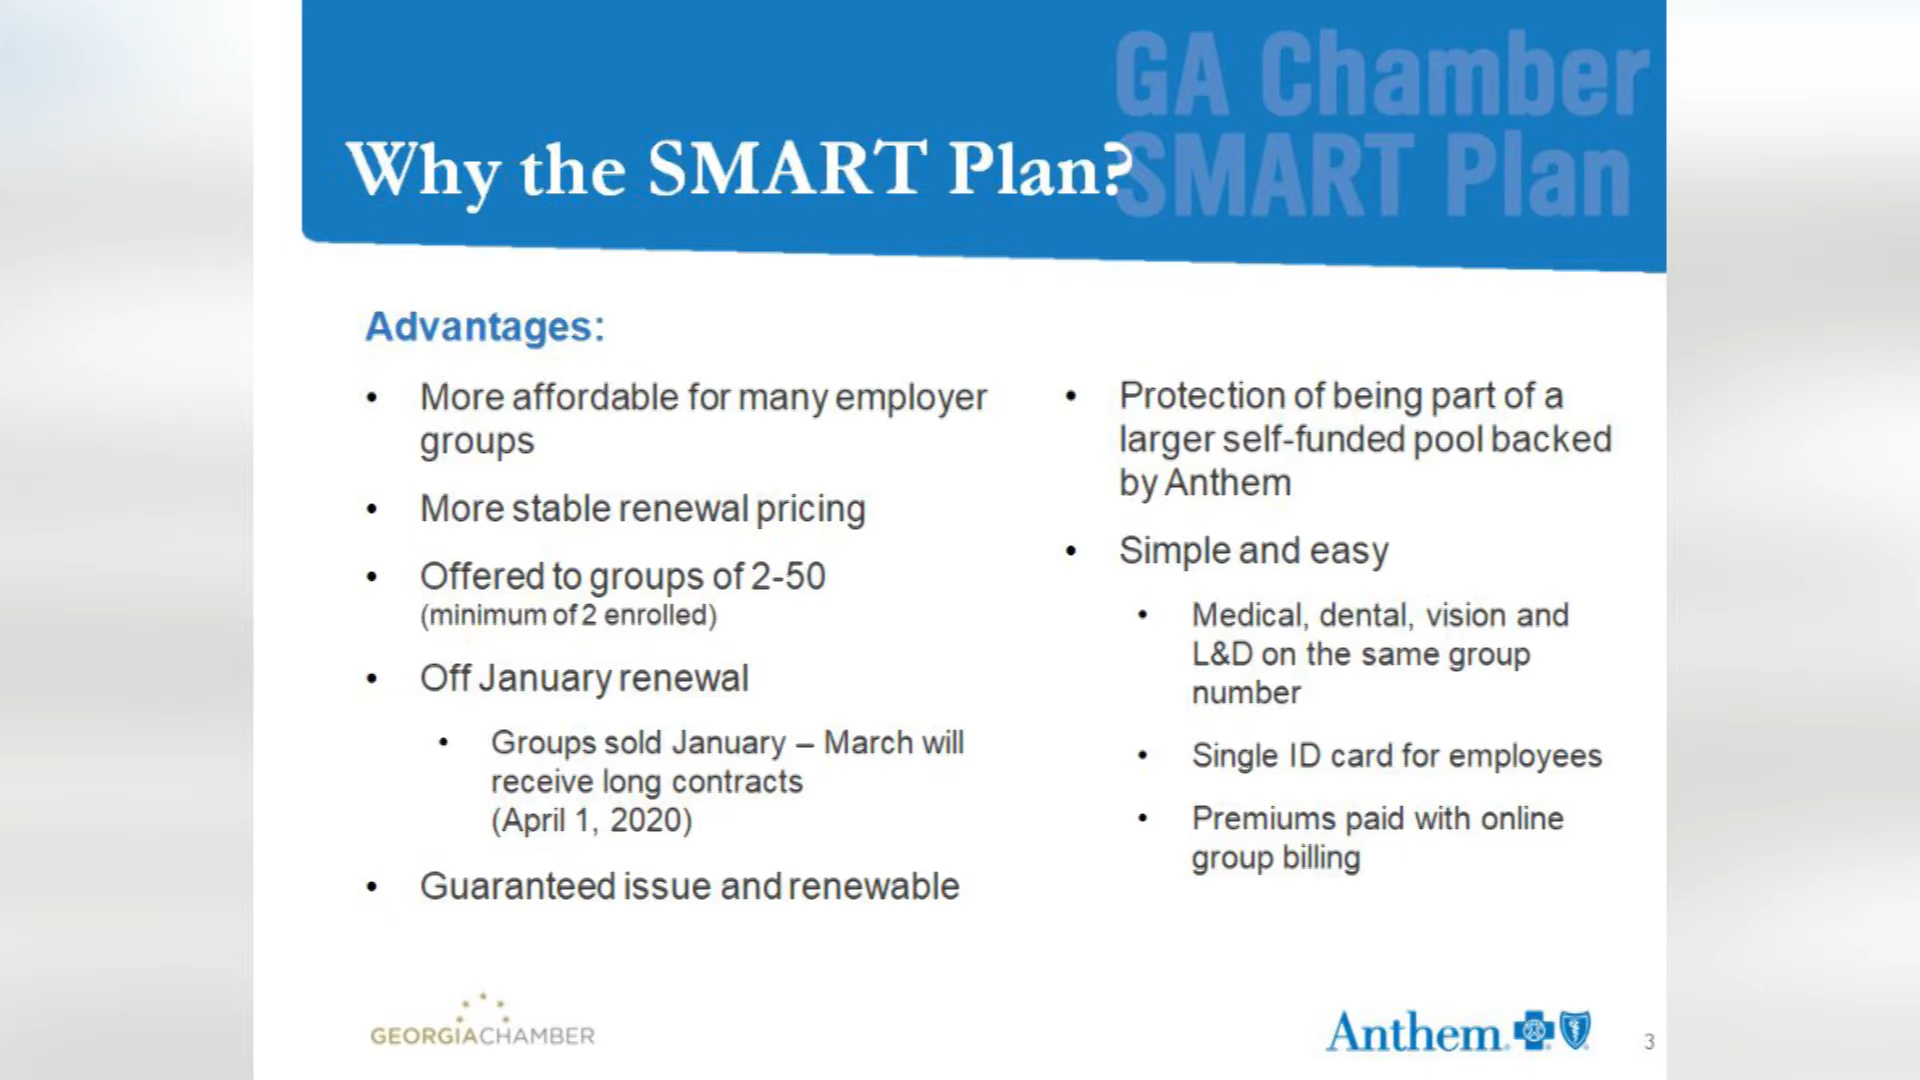 GA Chamber
SMART Plan
Why the SMART Plan?
Advantages:
• More affordable for many employer
groups
• More stable renewal pricing
• Offered to groups of 2-50
(minimum of 2 enrolled)
• Off January renewal
• Groups sold January – March will
receive long contracts
(April 1, 2020)
• Guaranteed issue and renewable
• Protection of being part of a
larger self-funded pool backed
by Anthem
• Simple and easy
• Medical, dental, vision and
L&D on the same group
number
• Single ID card for employees
• Premiums paid with online
group billing
GEORGIACHAMBER
Anthem
3